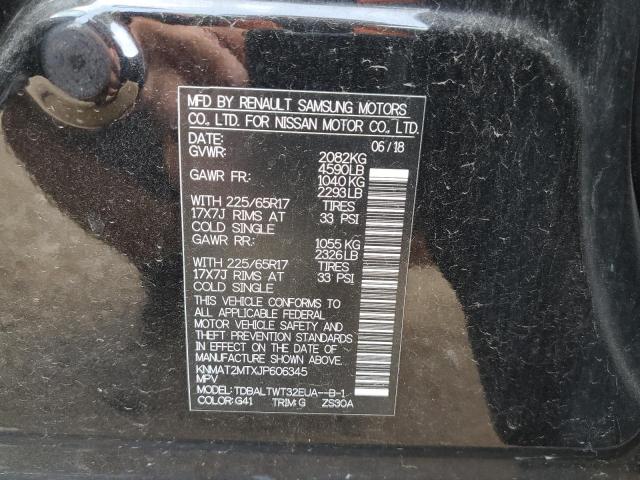 MFD BY RENAULT SAMSUNG MOTORS
CO., LTD. FOR NISSAN MOTOR CO., LTD.
DATE: 06/18
GVWR: 2082KG
4590LB
GAWR FR: 1040KG
2293LB
WITH 225/65R17 TIRES
17X7J RIMS AT 33 PSI
COLD SINGLE
GAWR RR: 1055 KG
2326LB
WITH 225/65R17 TIRES
17X7J RIMS AT 33 PSI
COLD SINGLE
THIS VEHICLE CONFORMS TO
ALL APPLICABLE FEDERAL
MOTOR VEHICLE SAFETY AND
THEFT PREVENTION STANDARDS
IN EFFECT ON THE DATE OF
MANUFACTURE SHOWN ABOVE.
KNMAT2MTXJP606345
MPV
MODEL: TDBALTWT32EUA--B-1
COLOR: G41 TRIM: G ZS30A